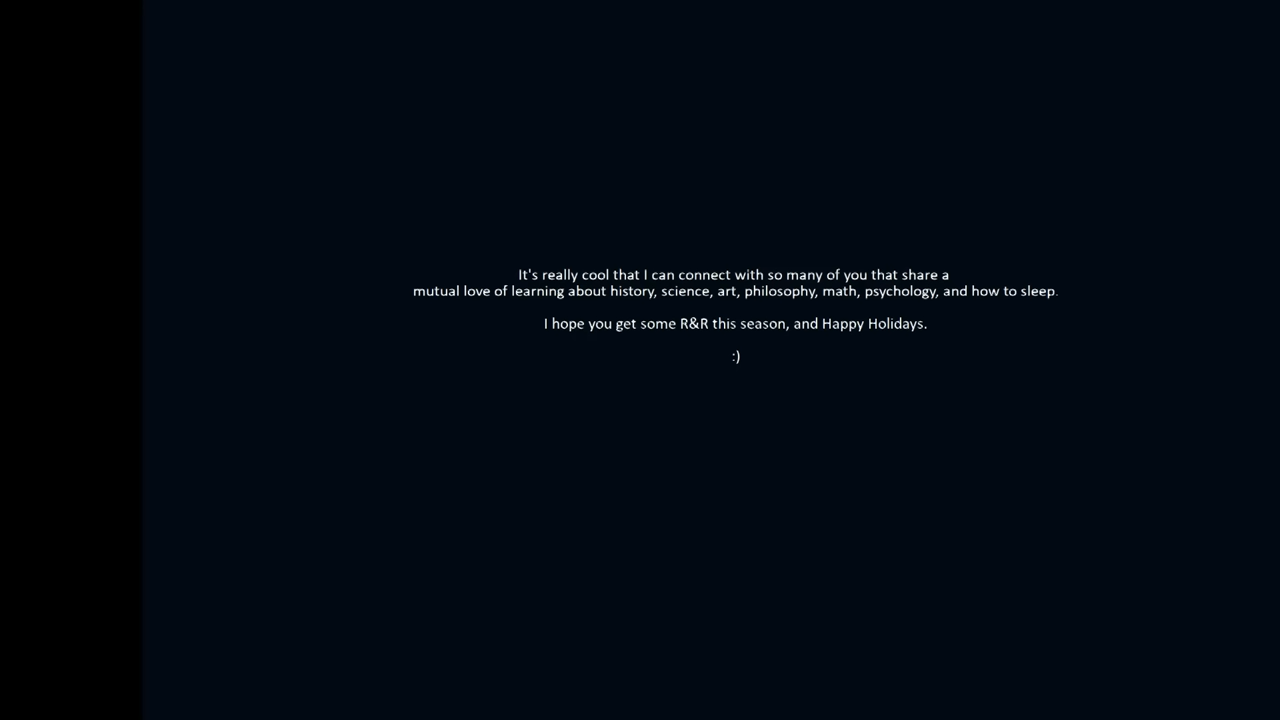 It's really cool that I can connect with so many of you that share a
mutual love of learning about history, science, art, philosophy, math, psychology, and how to sleep.
I hope you get some R&R this season, and Happy Holidays.
:)